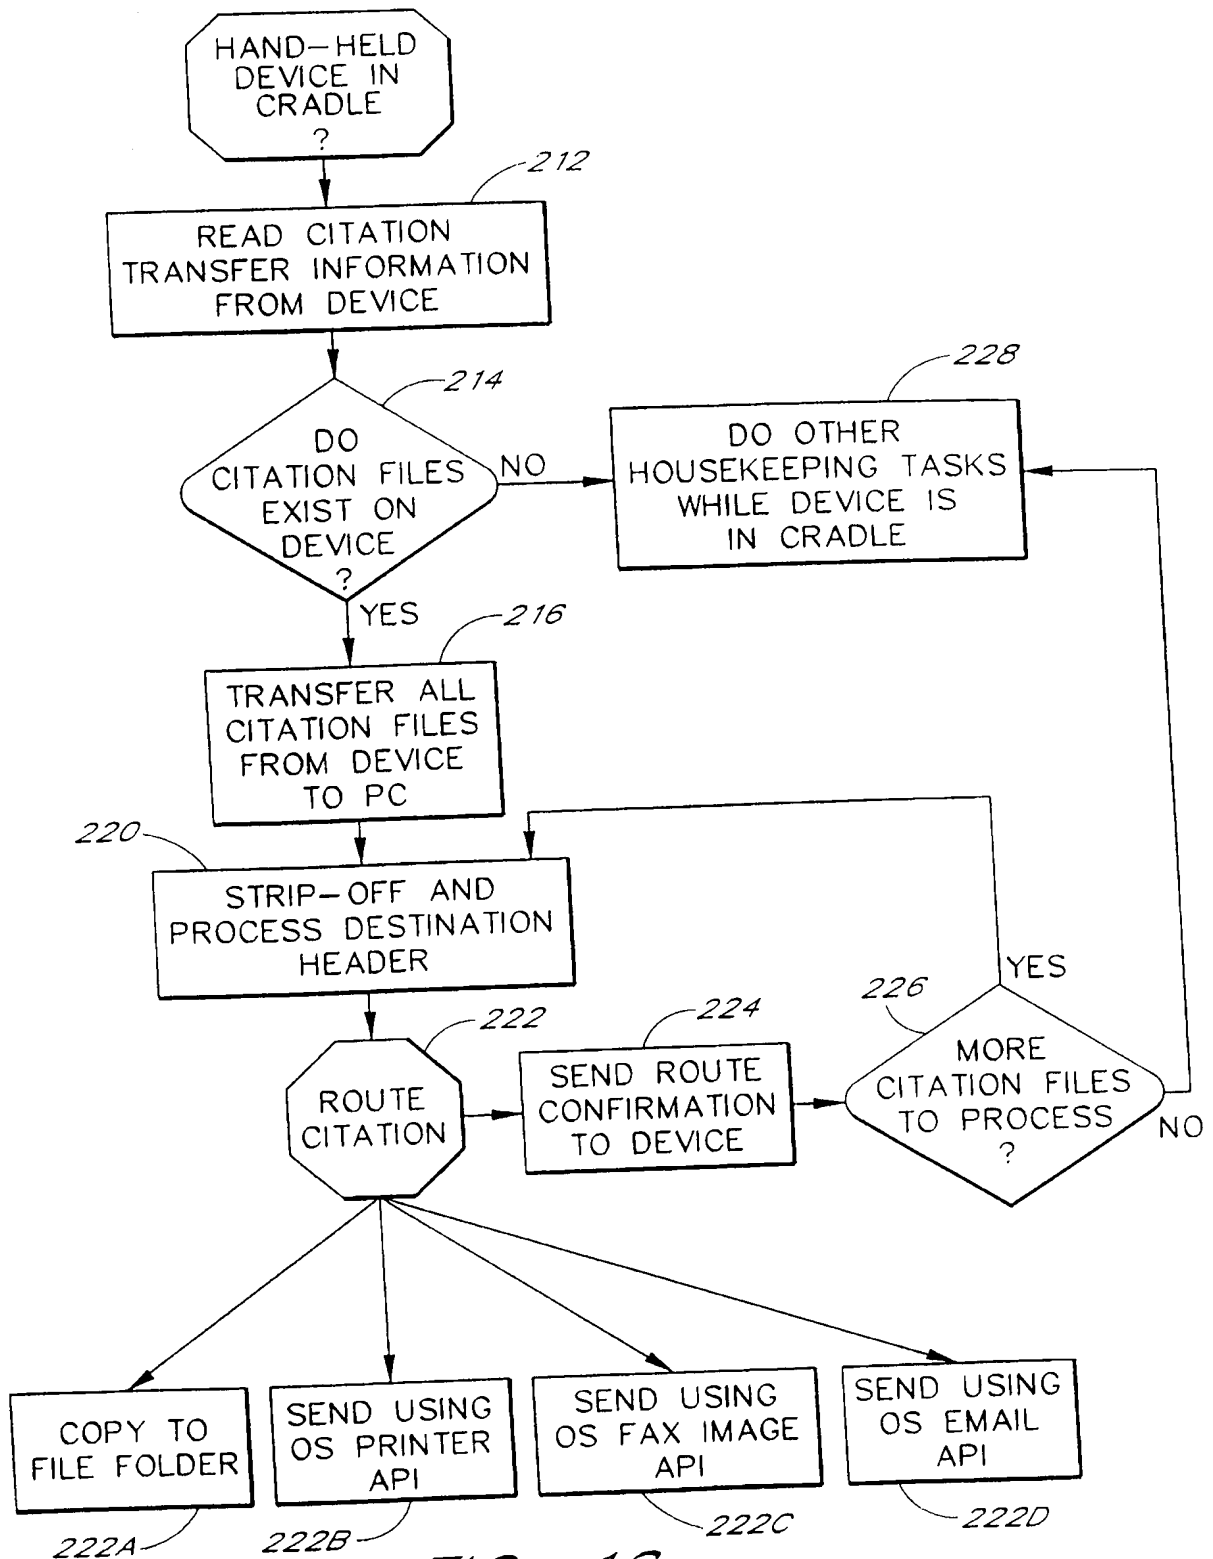 HAND-HELD
DEVICE IN
CRADLE
?
212
READ CITATION
TRANSFER INFORMATION
FROM DEVICE
214
DO
CITATION FILES
EXIST ON
DEVICE
?
NO
YES
228
DO OTHER
HOUSEKEEPING TASKS
WHILE DEVICE IS
IN CRADLE
216
TRANSFER ALL
CITATION FILES
FROM DEVICE
TO PC
220
STRIP-OFF AND
PROCESS DESTINATION
HEADER
222
ROUTE
CITATION
224
SEND ROUTE
CONFIRMATION
TO DEVICE
226
YES
MORE
CITATION FILES
TO PROCESS
?
NO
COPY TO
FILE FOLDER
222A
SEND USING
OS PRINTER
API
222B
SEND USING
OS FAX IMAGE
API
222C
SEND USING
OS EMAIL
API
222D